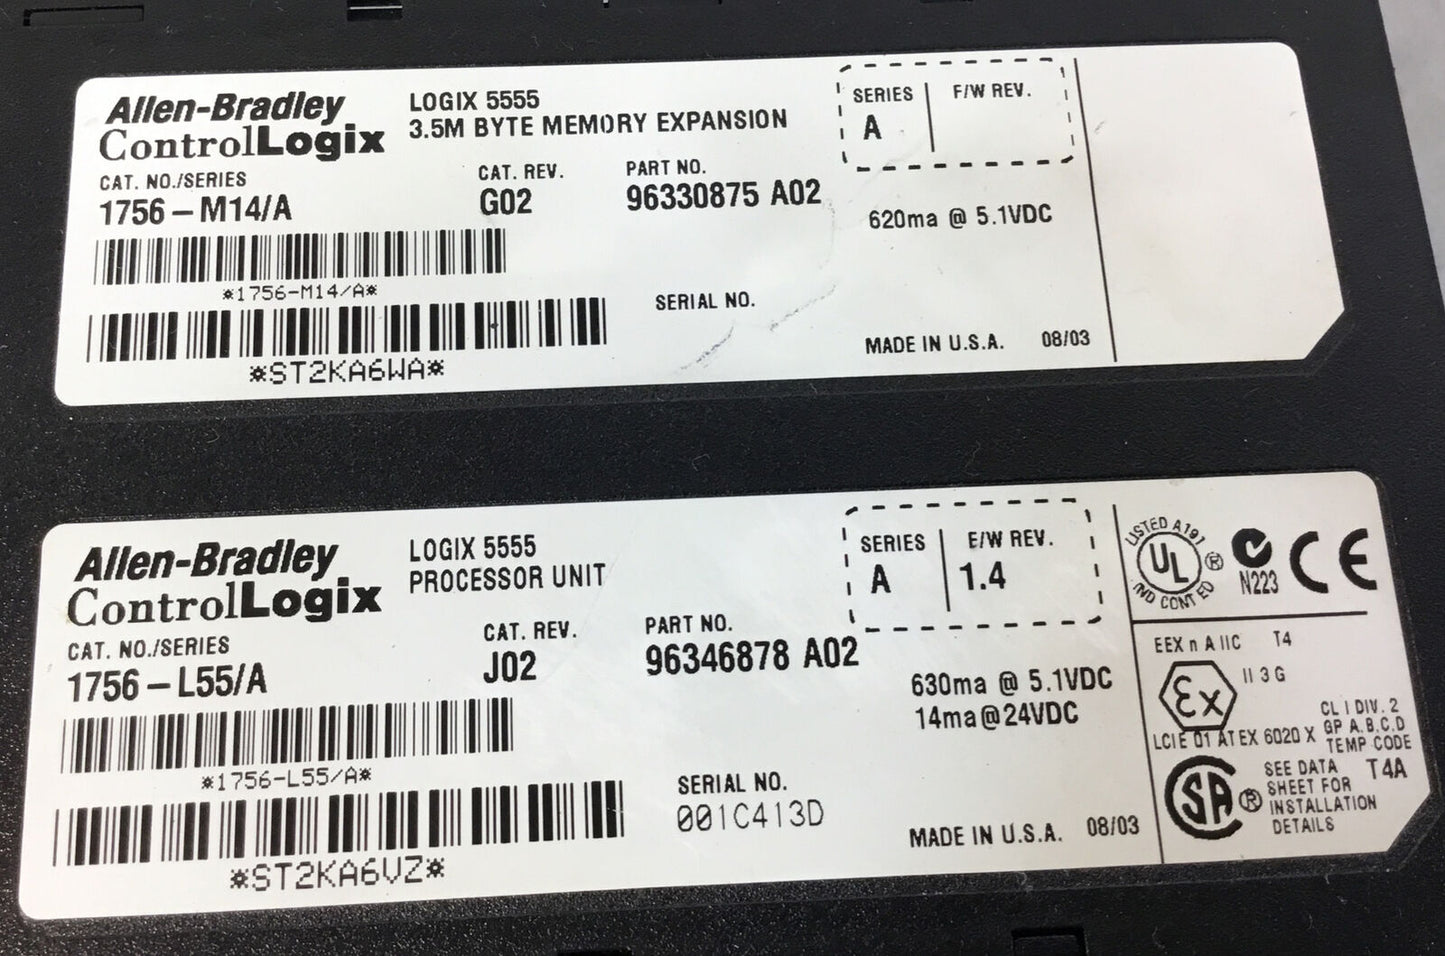 Allen-Bradley
ControlLogix
LOGIX 5555
3.5M BYTE MEMORY EXPANSION
CAT. NO./SERIES
1756 – M14/A
CAT. REV.
G02
PART NO.
96330875 A02
SERIES
A
F/W REV.
620ma @ 5.1VDC
*1756-M14/A*
SERIAL NO.
*ST2KA6WA*
MADE IN U.S.A. 08/03
Allen-Bradley
ControlLogix
LOGIX 5555
PROCESSOR UNIT
CAT. NO./SERIES
1756 – L55/A
CAT. REV.
J02
PART NO.
96346878 A02
SERIES
A
F/W REV.
1.4
630ma @ 5.1VDC
14ma@24VDC
*1756-L55/A*
SERIAL NO.
001C413D
*ST2KA6VZ*
MADE IN U.S.A. 08/03
LISTED A197
UL ®
IND CONT EQ
N223
CE
EEX n A IIC T4
Ex
II 3 G
LCIE 01 ATEX 6020 X
CL I DIV. 2
GP A.B.C.D
TEMP CODE
T4A
SA ®
SEE DATA
SHEET FOR
INSTALLATION
DETAILS